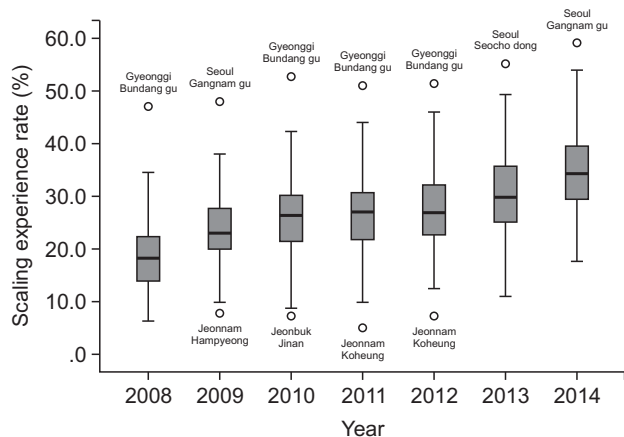 Scaling experience rate (%)
60.0
50.0
40.0
30.0
20.0
10.0
.0
Gyeonggi
Bundang gu
Seoul
Gangnam gu
Gyeonggi
Bundang gu
Gyeonggi
Bundang gu
Gyeonggi
Bundang gu
Seoul
Seocho dong
Seoul
Gangnam gu
Jeonnam
Hampyeong
Jeonbuk
Jinan
Jeonnam
Koheung
Jeonnam
Koheung
2008 2009 2010 2011 2012 2013 2014
Year